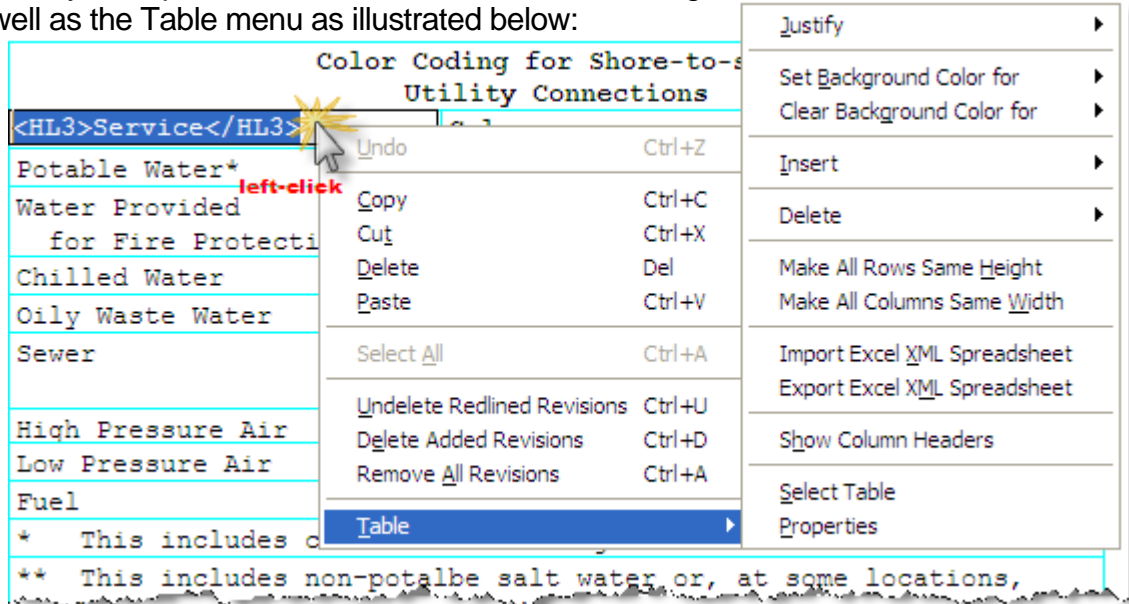 well as the Table menu as illustrated below:
Color Coding for Shore-to-s
Utility Connections
<HL3>Service</HL3>
Potable Water*
left-click
Water Provided
for Fire Protecti
Chilled Water
Oily Waste Water
Sewer
High Pressure Air
Low Pressure Air
Fuel
* This includes c
** This includes non-potalbe salt water or, at some locations,
Undo Ctrl+Z
Copy Ctrl+C
Cut Ctrl+X
Delete Del
Paste Ctrl+V
Select All Ctrl+A
Undelete Redlined Revisions Ctrl+U
Delete Added Revisions Ctrl+D
Remove All Revisions Ctrl+A
Table
Justify
Set Background Color for
Clear Background Color for
Insert
Delete
Make All Rows Same Height
Make All Columns Same Width
Import Excel XML Spreadsheet
Export Excel XML Spreadsheet
Show Column Headers
Select Table
Properties